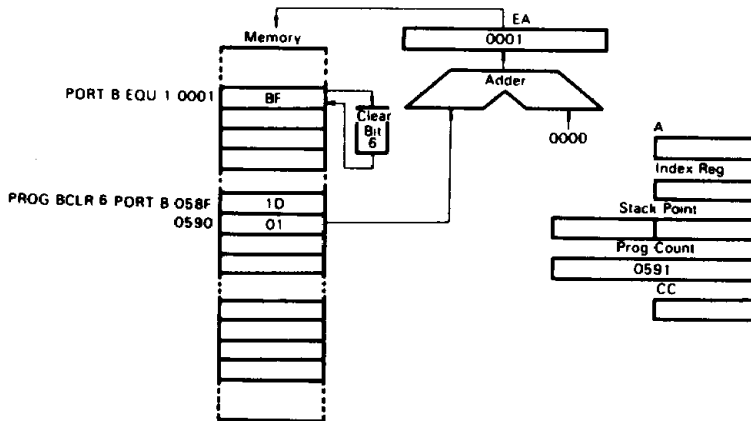 EA
Memory
0001
Adder
PORT B EQU 1 0001
BF
Clear
Bit
6
0000
A
Index Reg
PROG BCLR 6 PORT B 058F
1D
Stack Point
0590
01
Prog Count
0591
CC